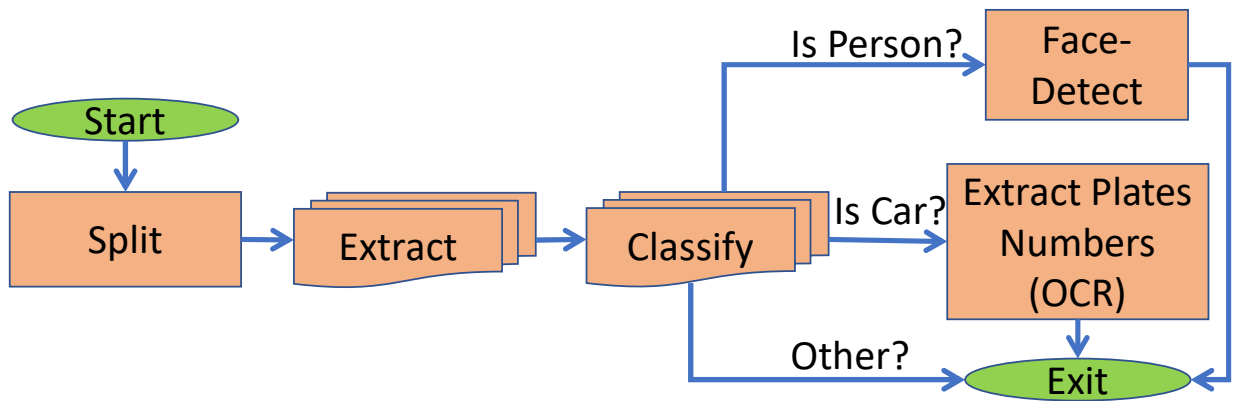 Start
Split
Extract
Classify
Is Person?
Face-
Detect
Is Car?
Extract Plates
Numbers
(OCR)
Other?
Exit